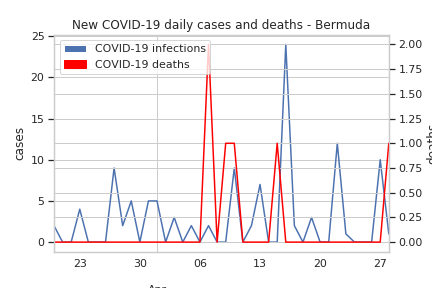 New COVID-19 daily cases and deaths - Bermuda
COVID-19 infections
COVID-19 deaths
cases
25
20
15
10
5
0
2.00
1.75
1.50
1.25
1.00
0.75
0.50
0.25
0.00
deaths
23 30 06 13 20 27
Apr